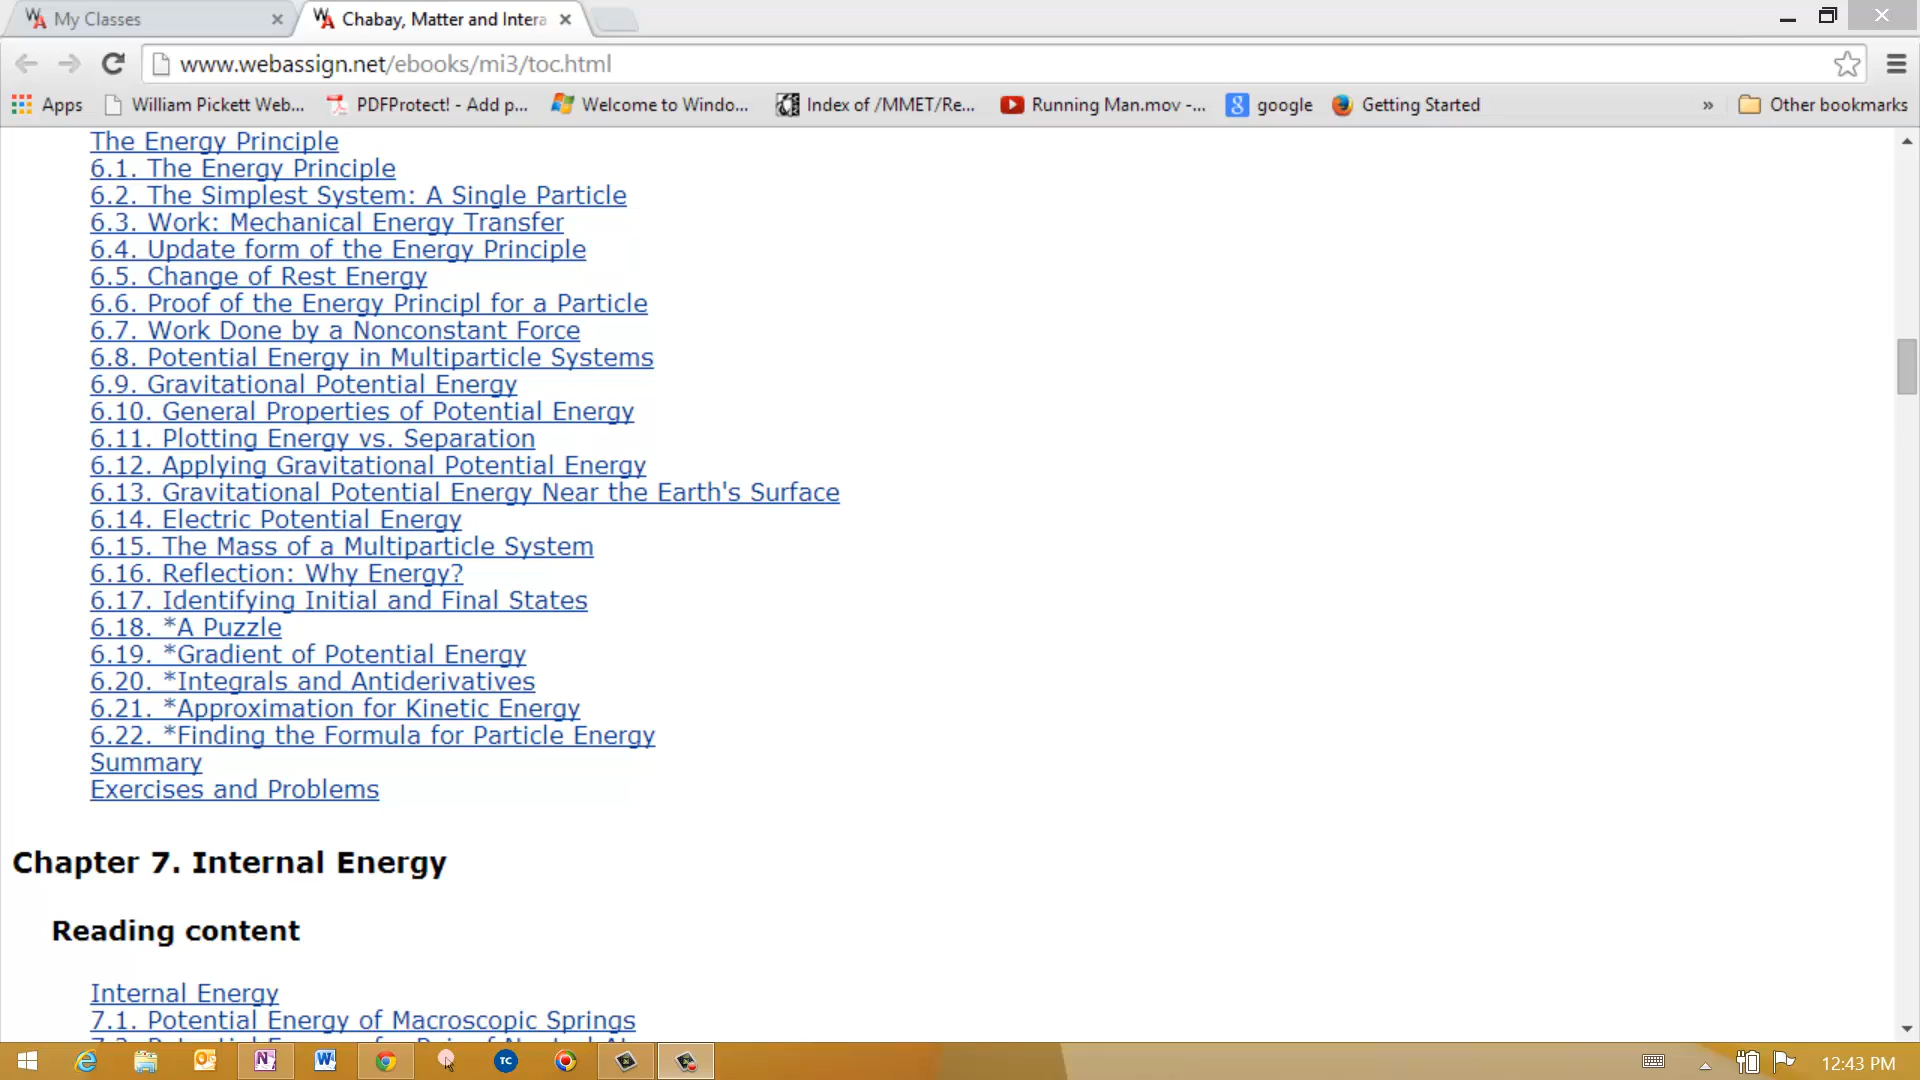 My Classes
Chabay, Matter and Intera
www.webassign.net/ebooks/mi3/toc.html
Apps
William Pickett Web...
PDFProtect! - Add p...
Welcome to Windo...
Index of /MMET/Re...
Running Man.mov -...
google
Getting Started
»
Other bookmarks
The Energy Principle
6.1. The Energy Principle
6.2. The Simplest System: A Single Particle
6.3. Work: Mechanical Energy Transfer
6.4. Update form of the Energy Principle
6.5. Change of Rest Energy
6.6. Proof of the Energy Principl for a Particle
6.7. Work Done by a Nonconstant Force
6.8. Potential Energy in Multiparticle Systems
6.9. Gravitational Potential Energy
6.10. General Properties of Potential Energy
6.11. Plotting Energy vs. Separation
6.12. Applying Gravitational Potential Energy
6.13. Gravitational Potential Energy Near the Earth's Surface
6.14. Electric Potential Energy
6.15. The Mass of a Multiparticle System
6.16. Reflection: Why Energy?
6.17. Identifying Initial and Final States
6.18. *A Puzzle
6.19. *Gradient of Potential Energy
6.20. *Integrals and Antiderivatives
6.21. *Approximation for Kinetic Energy
6.22. *Finding the Formula for Particle Energy
Summary
Exercises and Problems
Chapter 7. Internal Energy
Reading content
Internal Energy
7.1. Potential Energy of Macroscopic Springs
12:43 PM